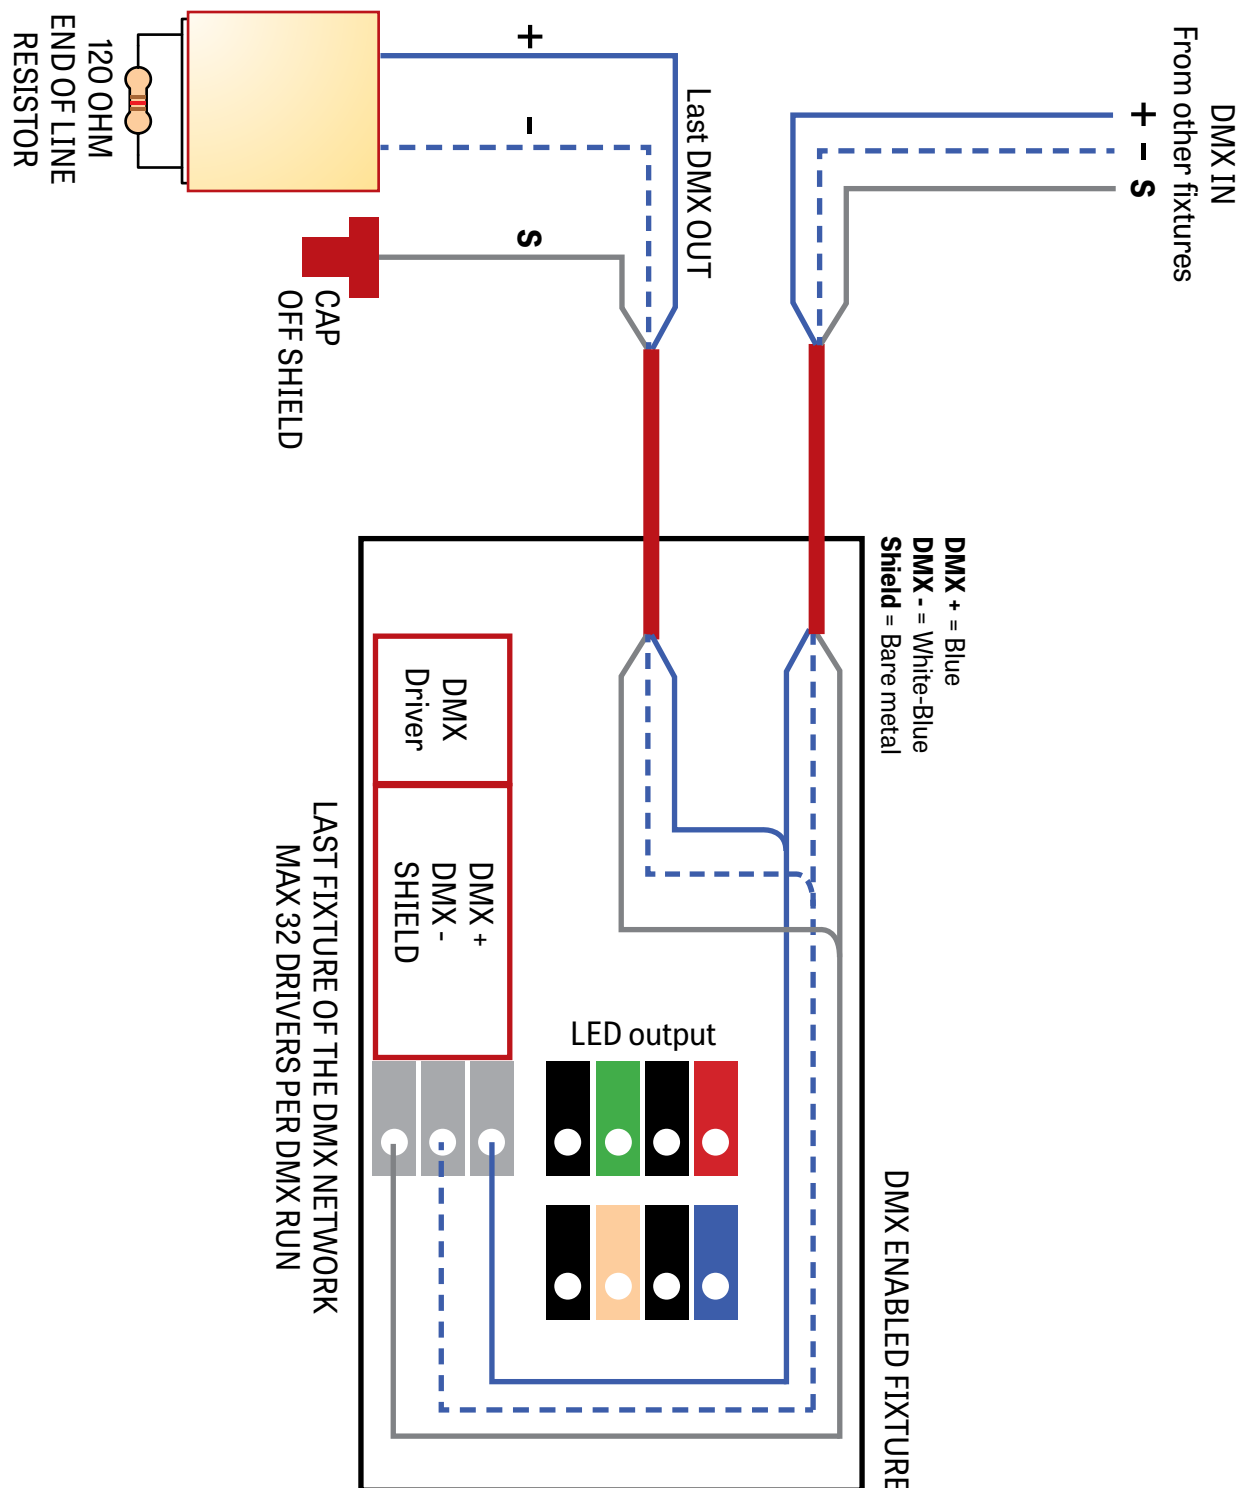 DMX IN
From other fixtures
+
-
S
Last DMX OUT
+
-
S
120 OHM
END OF LINE
RESISTOR
CAP
OFF SHIELD
DMX + = Blue
DMX - = White-Blue
Shield = Bare metal
DMX ENABLED FIXTURE
DMX
Driver
DMX +
DMX -
SHIELD
LED output
LAST FIXTURE OF THE DMX NETWORK
MAX 32 DRIVERS PER DMX RUN